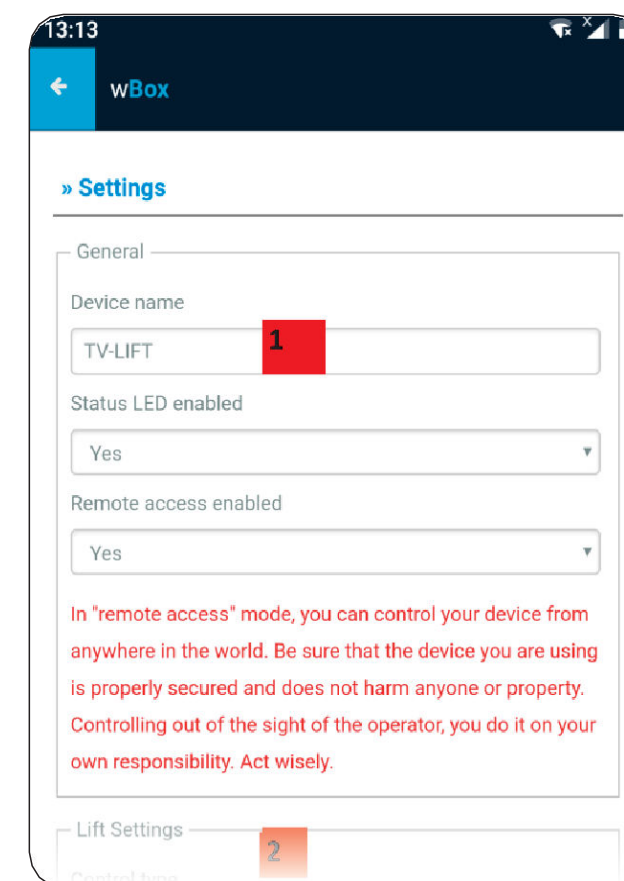 13:13
wBox
» Settings
General
Device name
TV-LIFT
1
Status LED enabled
Yes
Remote access enabled
Yes
In "remote access" mode, you can control your device from
anywhere in the world. Be sure that the device you are using
is properly secured and does not harm anyone or property.
Controlling out of the sight of the operator, you do it on your
own responsibility. Act wisely.
Lift Settings
2
Control type